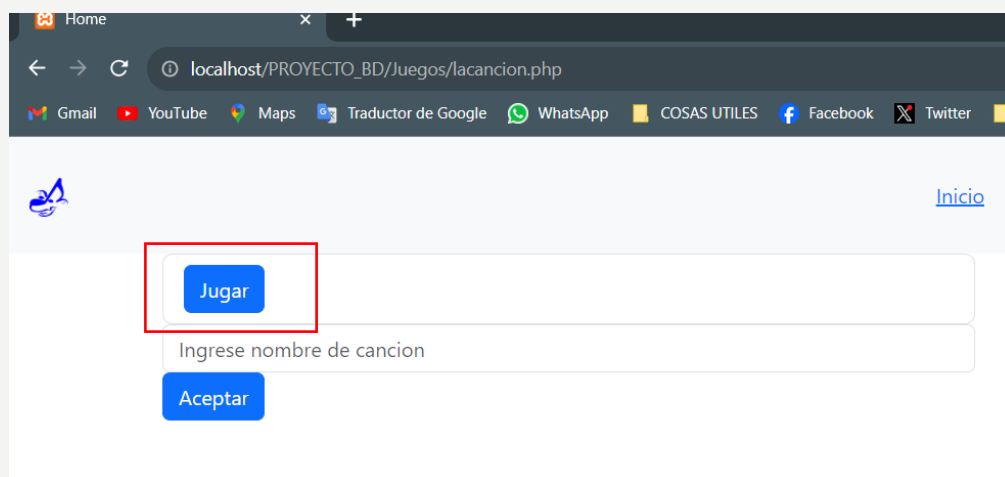 Home
localhost/PROYECTO_BD/Juegos/lacancion.php
Gmail YouTube Maps Traductor de Google WhatsApp COSAS UTILES Facebook Twitter
Inicio
Jugar
Ingrese nombre de cancion
Aceptar